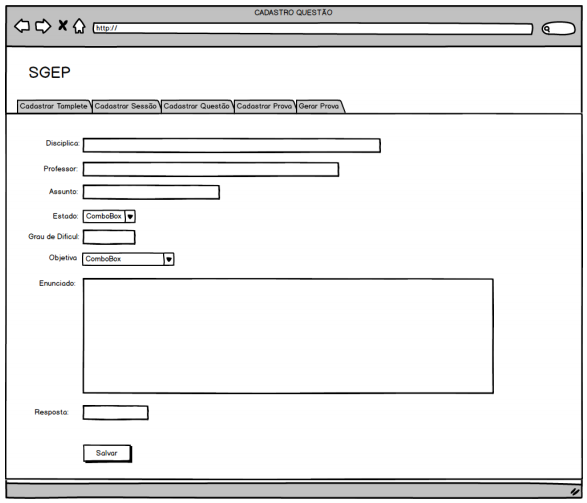 CADASTRO QUESTÃO
http://
SGEP
Cadastrar Tamplete Cadastrar Sessão Cadastrar Questão Cadastrar Prova Gerar Prova
Disciplica:
Professor:
Assunto:
Estado: ComboBox
Grau de Dificul:
Objetiva ComboBox
Enunciado:
Resposta:
Salvar